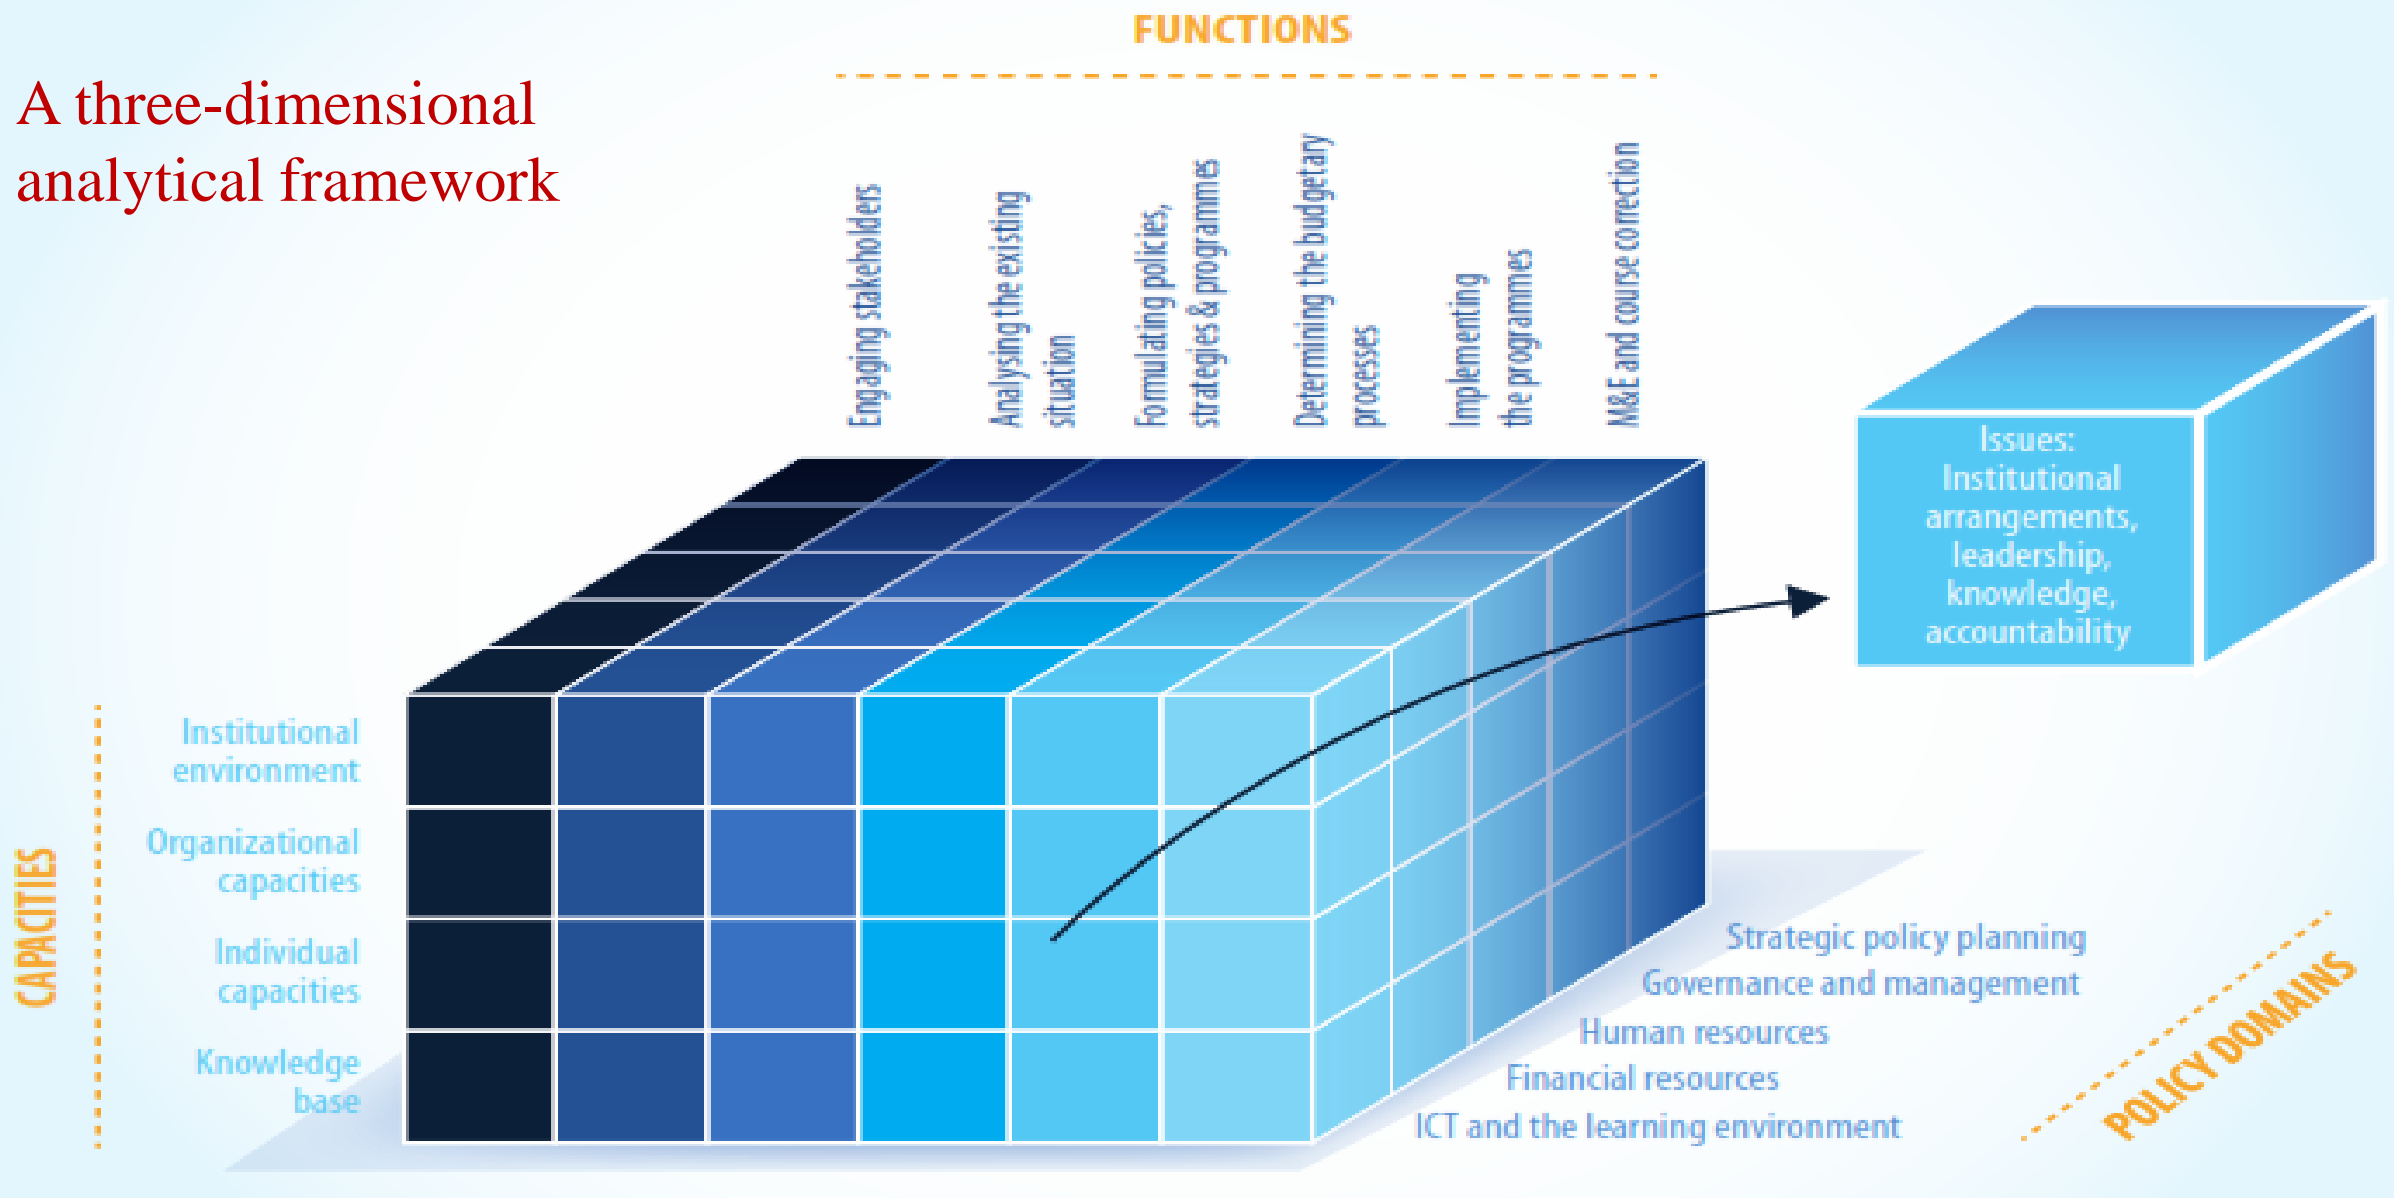 FUNCTIONS
A three-dimensional
analytical framework
Engaging stakeholders
Analysing the existing
situation
Formulating policies,
strategies & programmes
Determining the budgetary
processes
Implementing
the programmes
M&E and course correction
Issues:
Institutional
arrangements,
leadership,
knowledge,
accountability
CAPACITIES
Institutional
environment
Organizational
capacities
Individual
capacities
Knowledge
base
Strategic policy planning
Governance and management
Human resources
Financial resources
ICT and the learning environment
POLICY DOMAINS